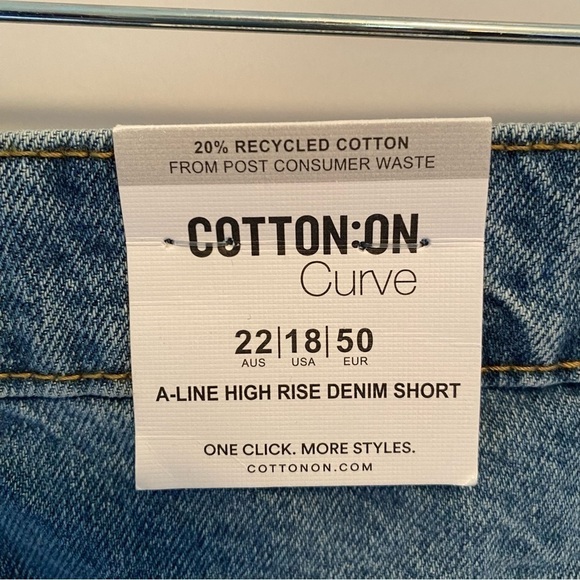 20% RECYCLED COTTON
FROM POST CONSUMER WASTE
COTTON:ON
Curve
22|18|50
AUS USA EUR
A-LINE HIGH RISE DENIM SHORT
ONE CLICK. MORE STYLES.
COTTONON.COM